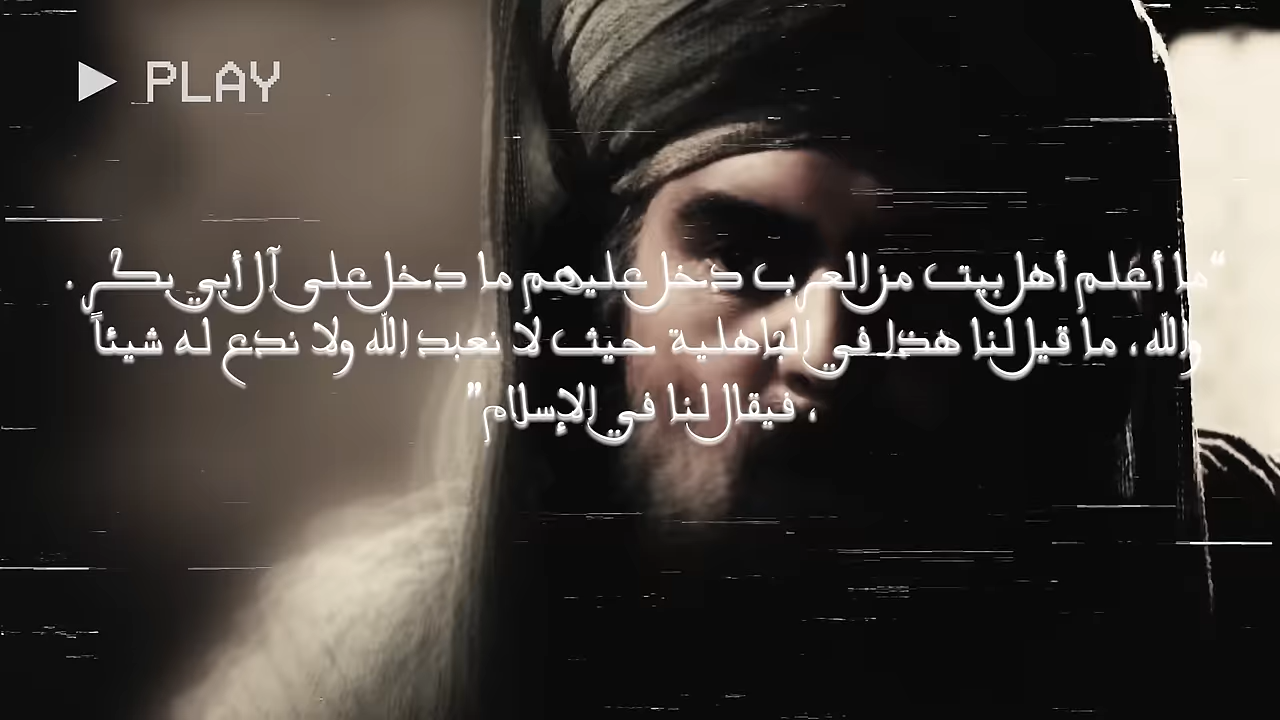 PLAY
“ما أعلم أهل بيت من العرب دخل عليهم ما دخل على آل أبي بكر .
والله ، ما قيل لنا هذا في الجاهلية حيث لا نعبد الله ولا ندع له شيئاً
، فيقال لنا في الإسلام”